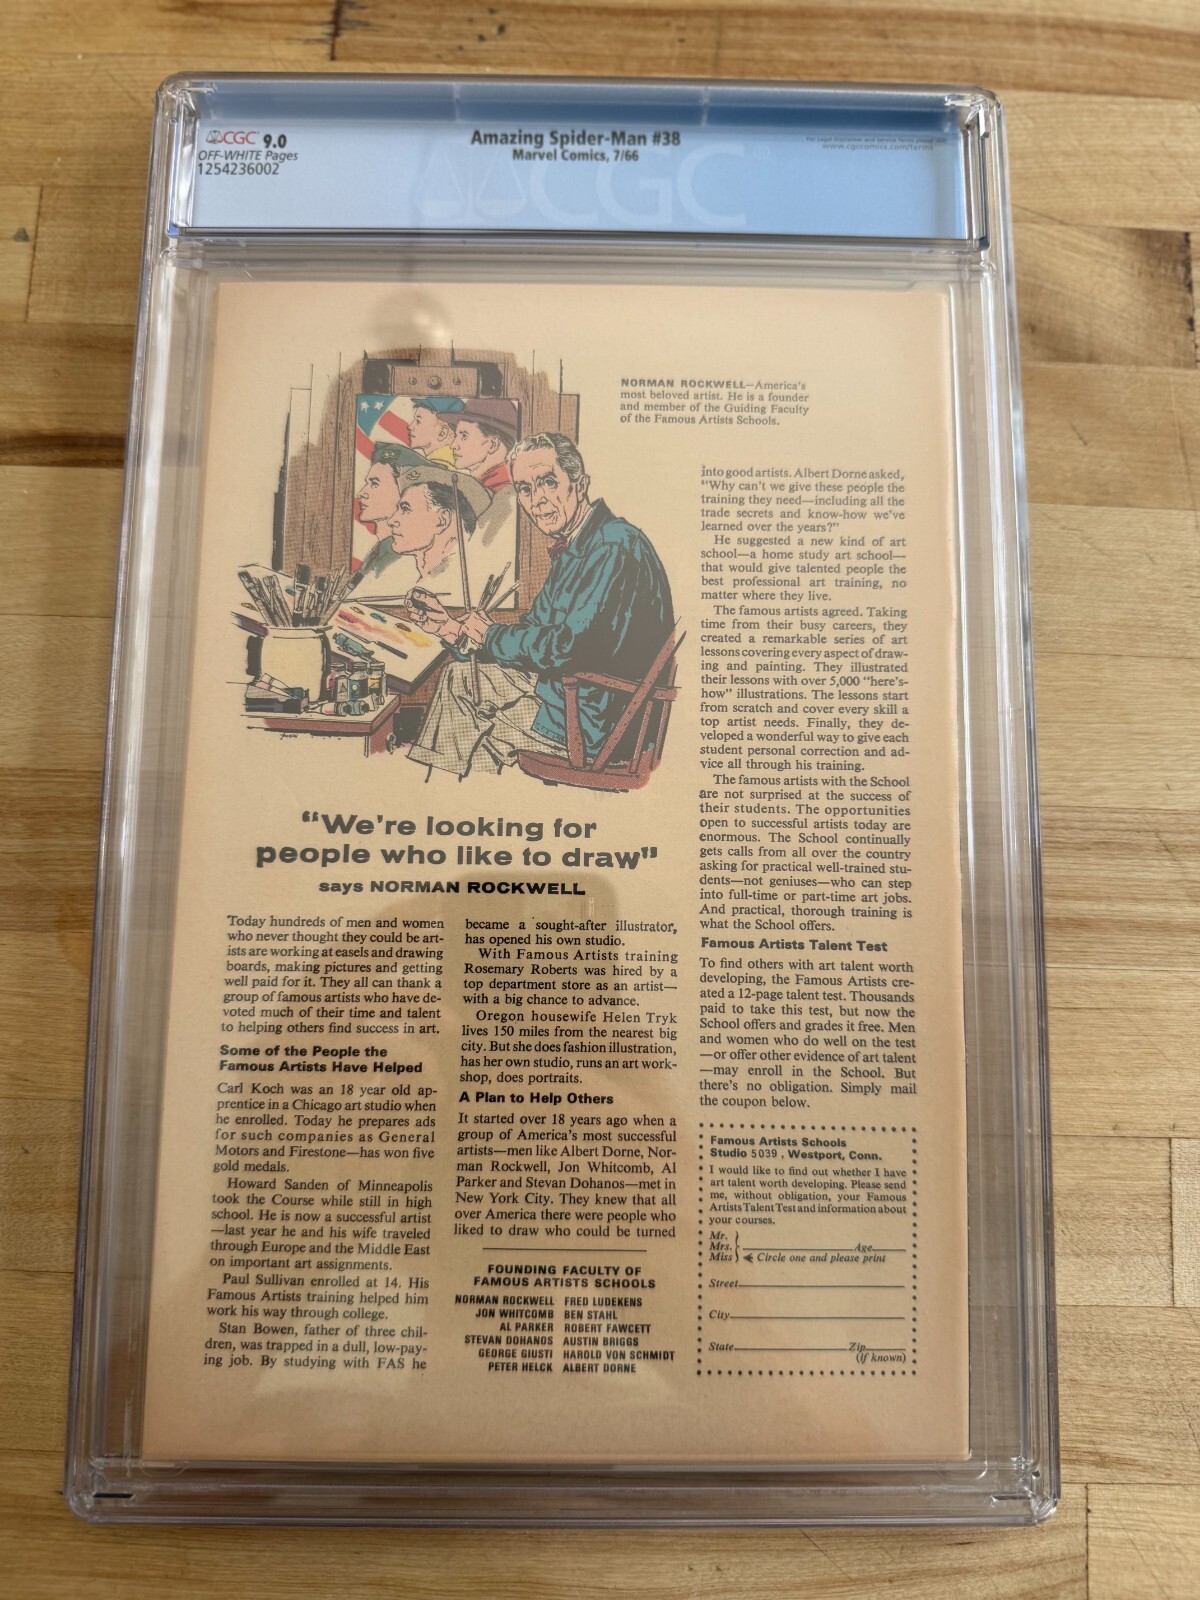 CGC 9.0
OFF-WHITE Pages
1254236002
Amazing Spider-Man #38
Marvel Comics, 7/66
www.cgccomics.com/terms
CGC
NORMAN ROCKWELL—America's
most beloved artist. He is a founder
and member of the Guiding Faculty
of the Famous Artists Schools.
"We're looking for
people who like to draw"
says NORMAN ROCKWELL
Today hundreds of men and women
who never thought they could be art-
ists are working at easels and drawing
boards, making pictures and getting
well paid for it. They all can thank a
group of famous artists who have de-
voted much of their time and talent
to helping others find success in art.
Some of the People the
Famous Artists Have Helped
Carl Koch was an 18 year old ap-
prentice in a Chicago art studio when
he enrolled. Today he prepares ads
for such companies as General
Motors and Firestone—has won five
gold medals.
Howard Sanden of Minneapolis
took the Course while still in high
school. He is now a successful artist
—last year he and his wife traveled
through Europe and the Middle East
on important art assignments.
Paul Sullivan enrolled at 14. His
Famous Artists training helped him
work his way through college.
Stan Bowen, father of three chil-
dren, was trapped in a dull, low-pay-
ing job. By studying with FAS he
became a sought-after illustrator,
has opened his own studio.
With Famous Artists training
Rosemary Roberts was hired by a
top department store as an artist—
with a big chance to advance.
Oregon housewife Helen Tryk
lives 150 miles from the nearest big
city. But she does fashion illustration,
has her own studio, runs an art work-
shop, does portraits.
A Plan to Help Others
It started over 18 years ago when a
group of America's most successful
artists—men like Albert Dorne, Nor-
man Rockwell, Jon Whitcomb, Al
Parker and Stevan Dohanos—met in
New York City. They knew that all
over America there were people who
liked to draw who could be turned
FOUNDING FACULTY OF
FAMOUS ARTISTS SCHOOLS
NORMAN ROCKWELL FRED LUDEKENS
JON WHITCOMB BEN STAHL
AL PARKER ROBERT FAWCETT
STEVAN DOHANOS AUSTIN BRIGGS
GEORGE GIUSTI HAROLD VON SCHMIDT
PETER HELCK ALBERT DORNE
into good artists. Albert Dorne asked,
"Why can't we give these people the
training they need—including all the
trade secrets and know-how we've
learned over the years?"
He suggested a new kind of art
school—a home study art school—
that would give talented people the
best professional art training, no
matter where they live.
The famous artists agreed. Taking
time from their busy careers, they
created a remarkable series of art
lessons covering every aspect of draw-
ing and painting. They illustrated
their lessons with over 5,000 "here's-
how" illustrations. The lessons start
from scratch and cover every skill a
top artist needs. Finally, they de-
veloped a wonderful way to give each
student personal correction and ad-
vice all through his training.
The famous artists with the School
are not surprised at the success of
their students. The opportunities
open to successful artists today are
enormous. The School continually
gets calls from all over the country
asking for practical well-trained stu-
dents—not geniuses—who can step
into full-time or part-time art jobs.
And practical, thorough training is
what the School offers.
Famous Artists Talent Test
To find others with art talent worth
developing, the Famous Artists cre-
ated a 12-page talent test. Thousands
paid to take this test, but now the
School offers and grades it free. Men
and women who do well on the test
—or offer other evidence of art talent
—may enroll in the School. But
there's no obligation. Simply mail
the coupon below.
Famous Artists Schools
Studio 5039, Westport, Conn.
I would like to find out whether I have
art talent worth developing. Please send
me, without obligation, your Famous
Artists Talent Test and information about
your courses.
Mr.
Mrs. Age
Miss Circle one and please print
Street
City
State Zip
(if known)